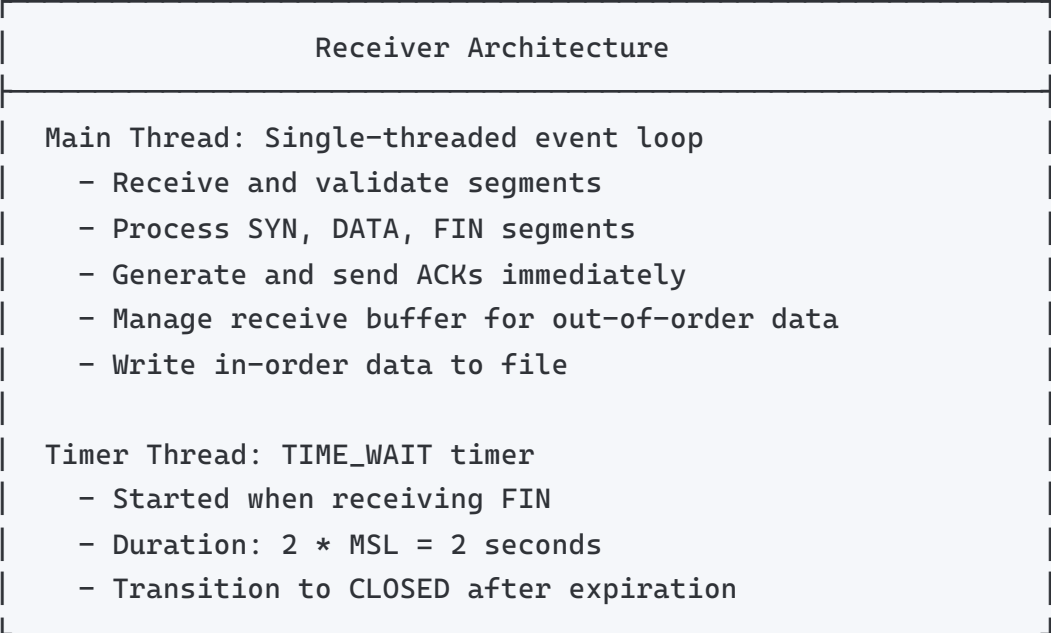 Receiver Architecture
Main Thread: Single-threaded event loop
- Receive and validate segments
- Process SYN, DATA, FIN segments
- Generate and send ACKs immediately
- Manage receive buffer for out-of-order data
- Write in-order data to file
Timer Thread: TIME_WAIT timer
- Started when receiving FIN
- Duration: 2 * MSL = 2 seconds
- Transition to CLOSED after expiration